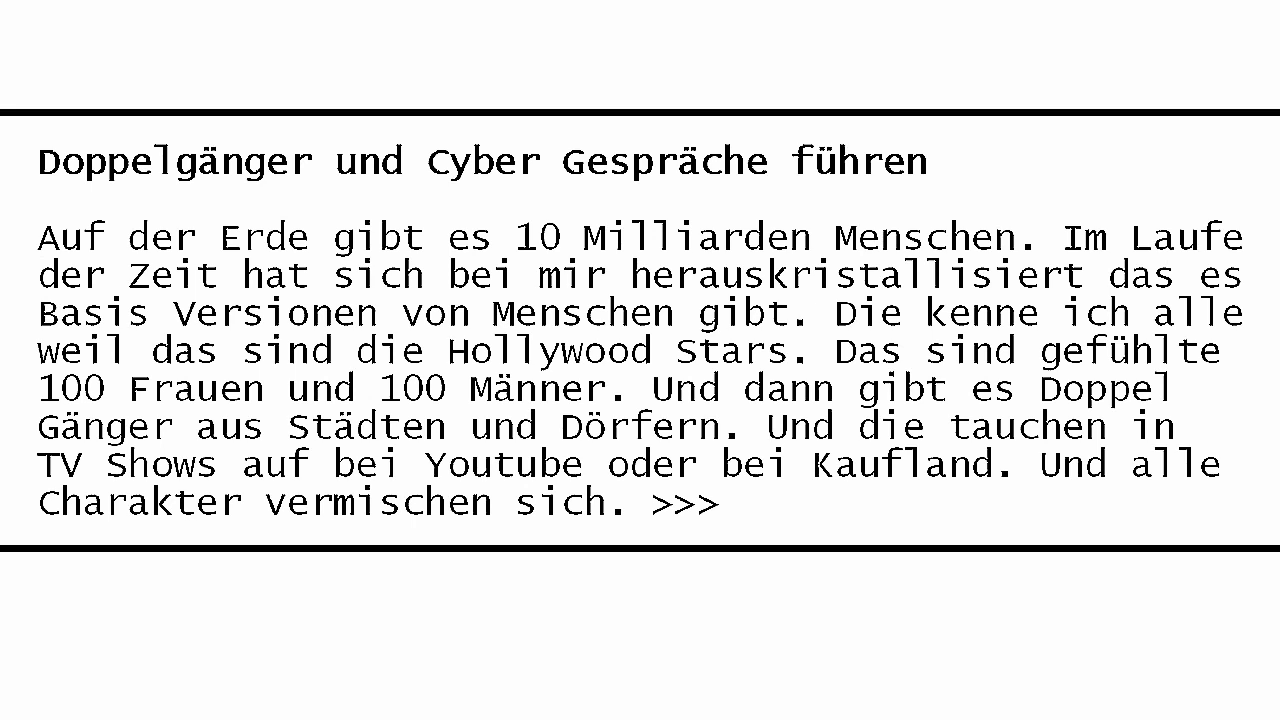 Doppelgänger und Cyber Gespräche führen
Auf der Erde gibt es 10 Milliarden Menschen. Im Laufe
der Zeit hat sich bei mir herauskristallisiert das es
Basis Versionen von Menschen gibt. Die kenne ich alle
weil das sind die Hollywood Stars. Das sind gefühlte
100 Frauen und 100 Männer. Und dann gibt es Doppel
Gänger aus Städten und Dörfern. Und die tauchen in
TV Shows auf bei Youtube oder bei Kaufland. Und alle
Charakter vermischen sich. >>>